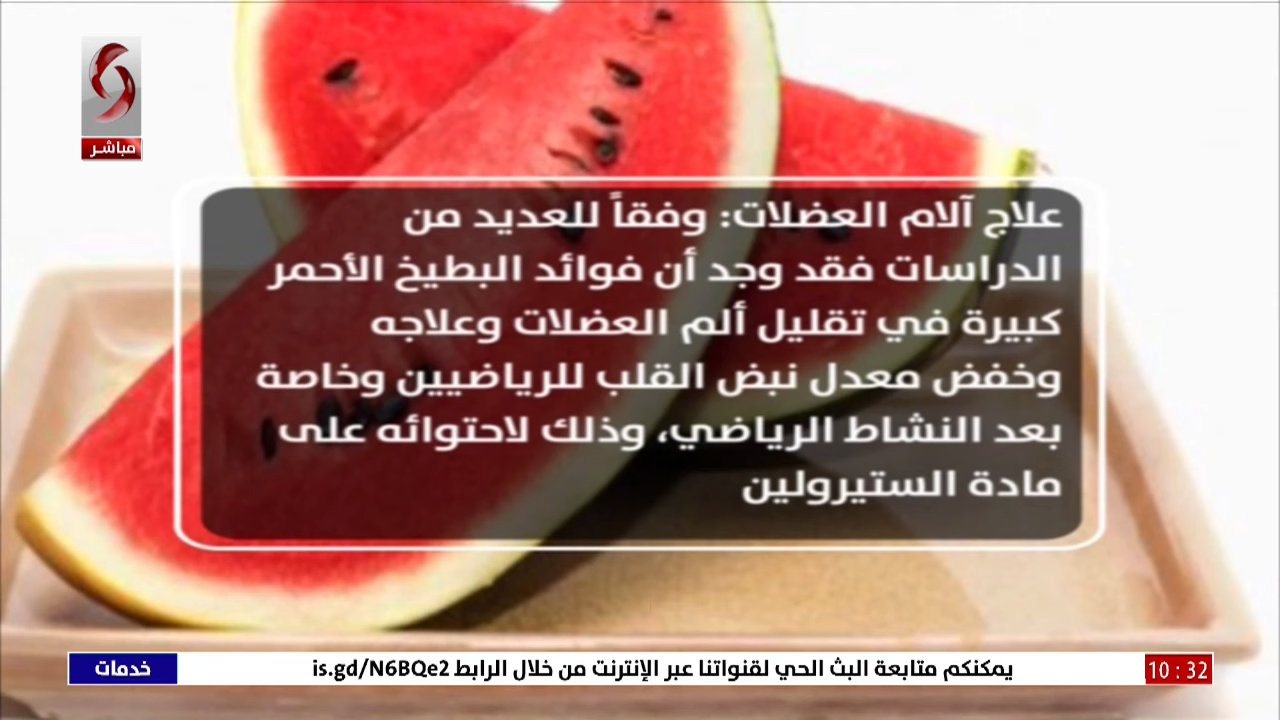 مباشر
علاج آلام العضلات: وفقاً للعديد من
الدراسات فقد وجد أن فوائد البطيخ الأحمر
كبيرة في تقليل ألم العضلات وعلاجه
وخفض معدل نبض القلب للرياضيين وخاصة
بعد النشاط الرياضي، وذلك لاحتوائه على
مادة الستيرولين
10 : 32
يمكنكم متابعة البث الحي لقنواتنا عبر الإنترنت من خلال الرابط is.gd/N6BQe2
خدمات